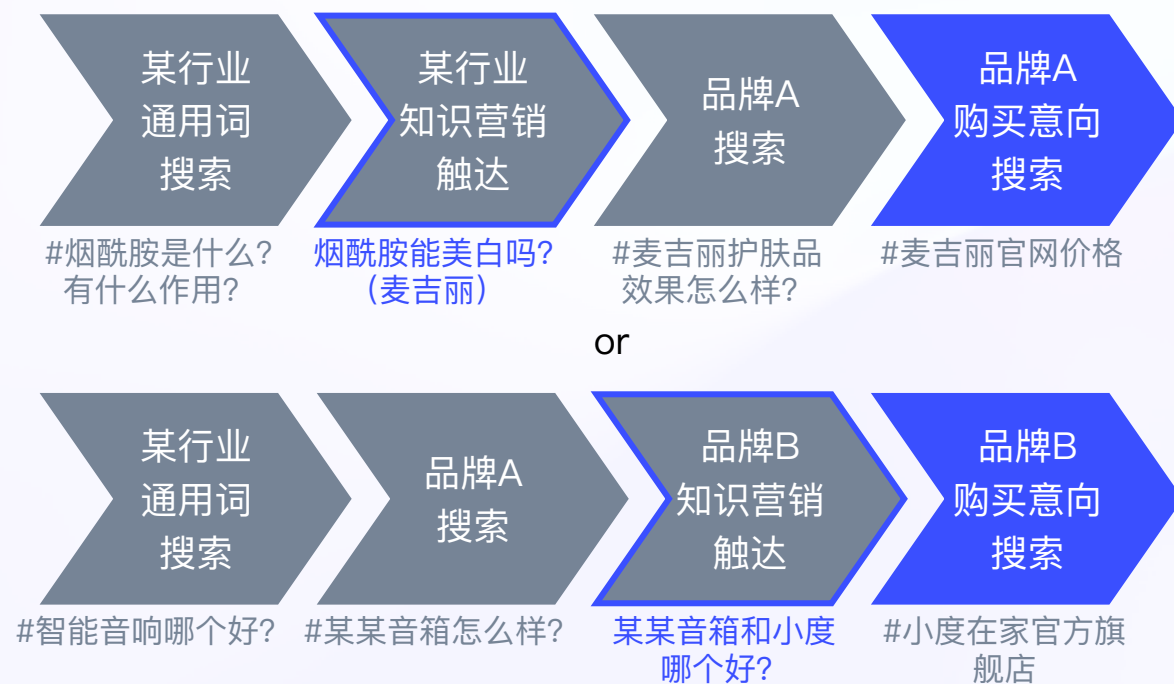 某行业
通用词
搜索
某行业
知识营销
触达
品牌A
搜索
品牌A
购买意向
搜索
#烟酰胺是什么?
有什么作用?
烟酰胺能美白吗?
(麦吉丽)
#麦吉丽护肤品
效果怎么样?
#麦吉丽官网价格
or
某行业
通用词
搜索
品牌A
搜索
品牌B
知识营销
触达
品牌B
购买意向
搜索
#智能音响哪个好?
#某某音箱怎么样?
某某音箱和小度
哪个好?
#小度在家官方旗
舰店